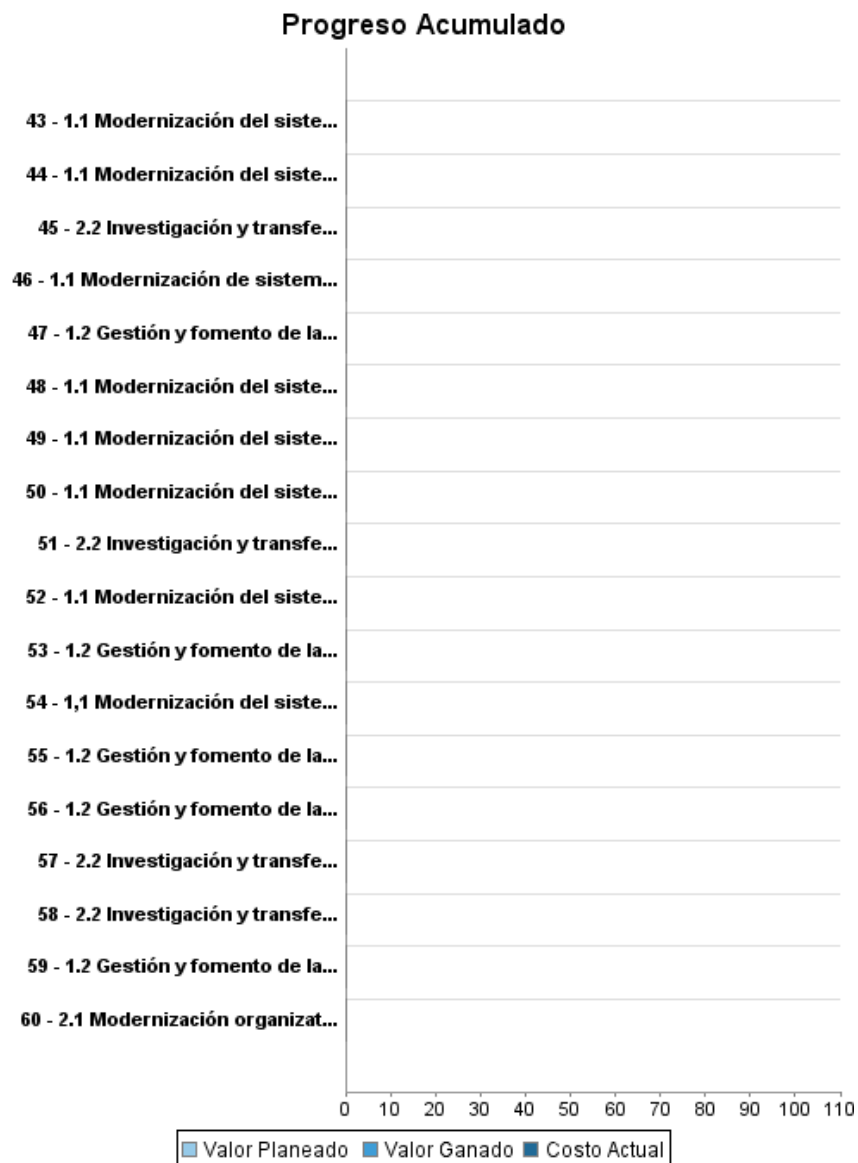 Progreso Acumulado
43 - 1.1 Modernización del siste...
44 - 1.1 Modernización del siste...
45 - 2.2 Investigación y transfe...
46 - 1.1 Modernización de sistem...
47 - 1.2 Gestión y fomento de la...
48 - 1.1 Modernización del siste...
49 - 1.1 Modernización del siste...
50 - 1.1 Modernización del siste...
51 - 2.2 Investigación y transfe...
52 - 1.1 Modernización del siste...
53 - 1.2 Gestión y fomento de la...
54 - 1,1 Modernización del siste...
55 - 1.2 Gestión y fomento de la...
56 - 1.2 Gestión y fomento de la...
57 - 2.2 Investigación y transfe...
58 - 2.2 Investigación y transfe...
59 - 1.2 Gestión y fomento de la...
60 - 2.1 Modernización organizat...
0 10 20 30 40 50 60 70 80 90 100 110
Valor Planeado Valor Ganado Costo Actual